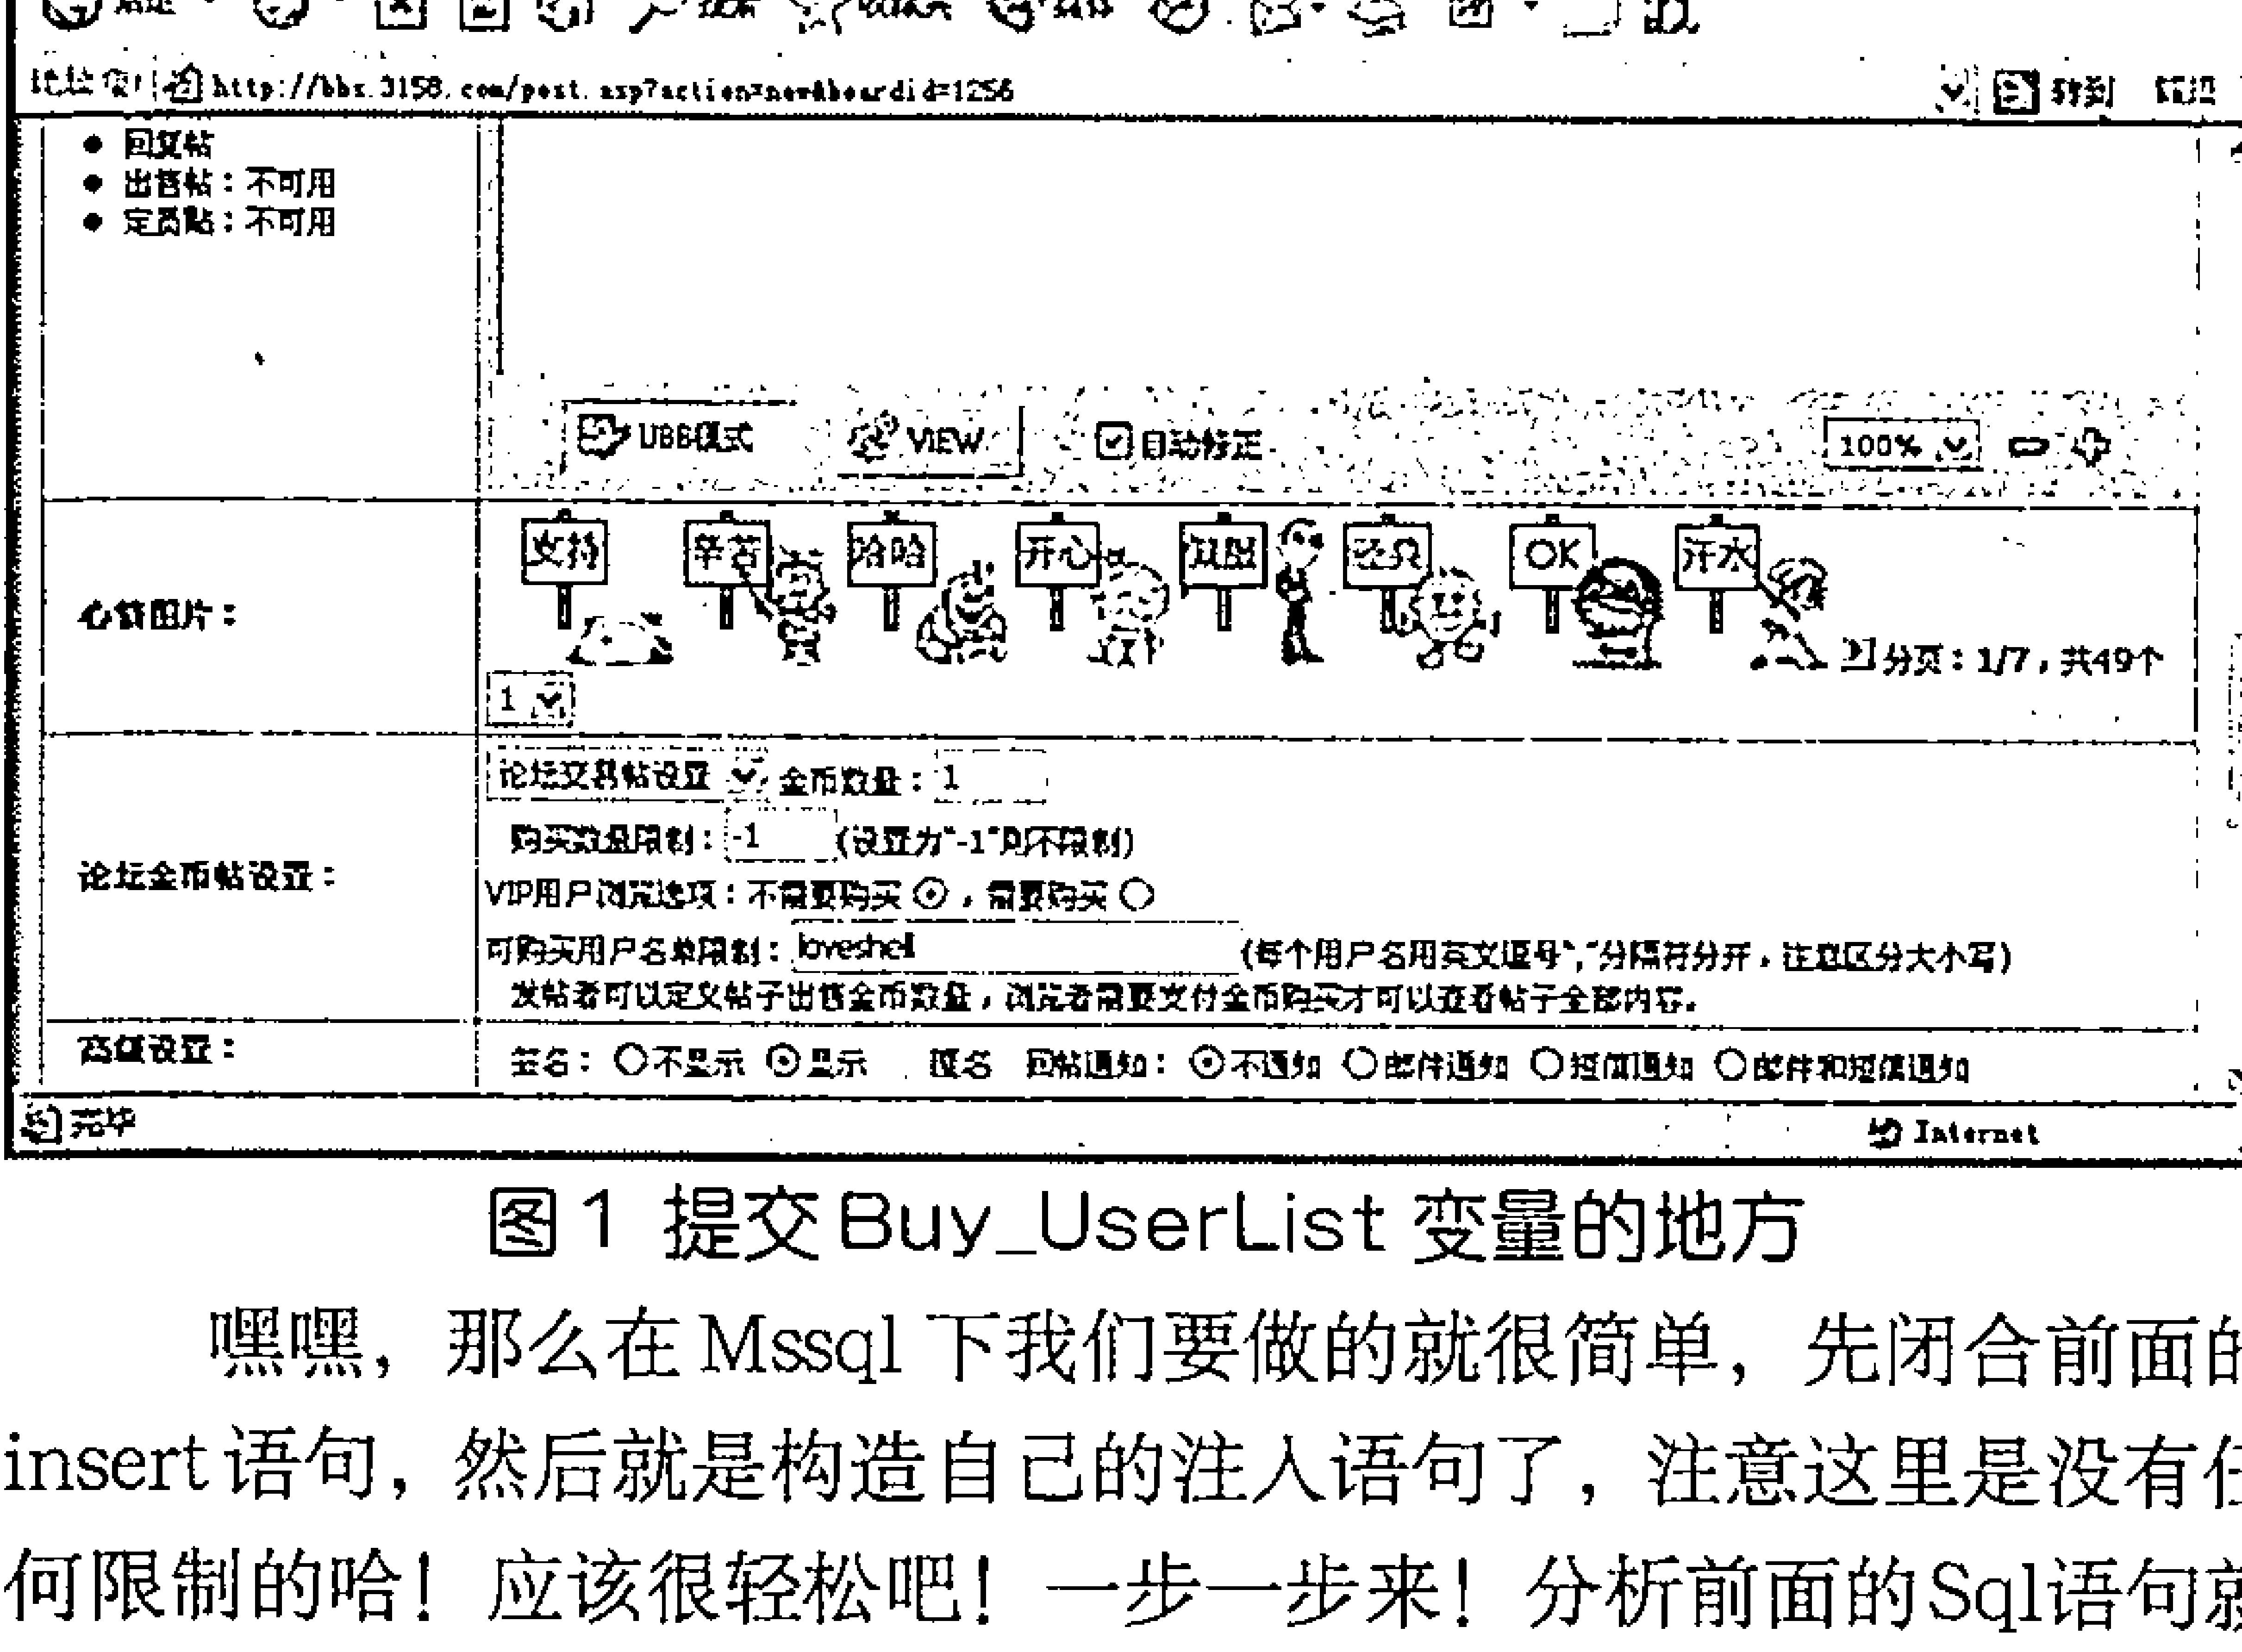 http://bbs.3158.com/post.asp?action=new&boardid=1256
转到
回复帖
出售帖：不可用
定员贴：不可用
UBB模式 VIEW 自动修正 100%
支持 辛苦 哈哈 开心 OK 汗水
心情图片：
分页：1/7，共49个
1
论坛交易帖设置 金币数量：1
购买数量限制：-1 (设置为"-1"则不限制)
论坛金币帖设置：
VIP用户浏览选项：不需要购买 ，需要购买
可购买用户名单限制：loveshell (每个用户名用英文逗号","分隔符分开，注意区分大小写)
发帖者可以定义帖子出售金币数量，浏览者需要支付金币购买才可以查看帖子全部内容。
高级设置：
签名：不显示 显示 匿名 回帖通知：不通知 邮件通知 短信通知 邮件和短信通知
完毕
Internet
图1 提交Buy_UserList变量的地方
嘿嘿，那么在Mssql下我们要做的就很简单，先闭合前面的
insert语句，然后就是构造自己的注入语句了，注意这里是没有任
何限制的哈！应该很轻松吧！一步一步来！分析前面的Sql语句就